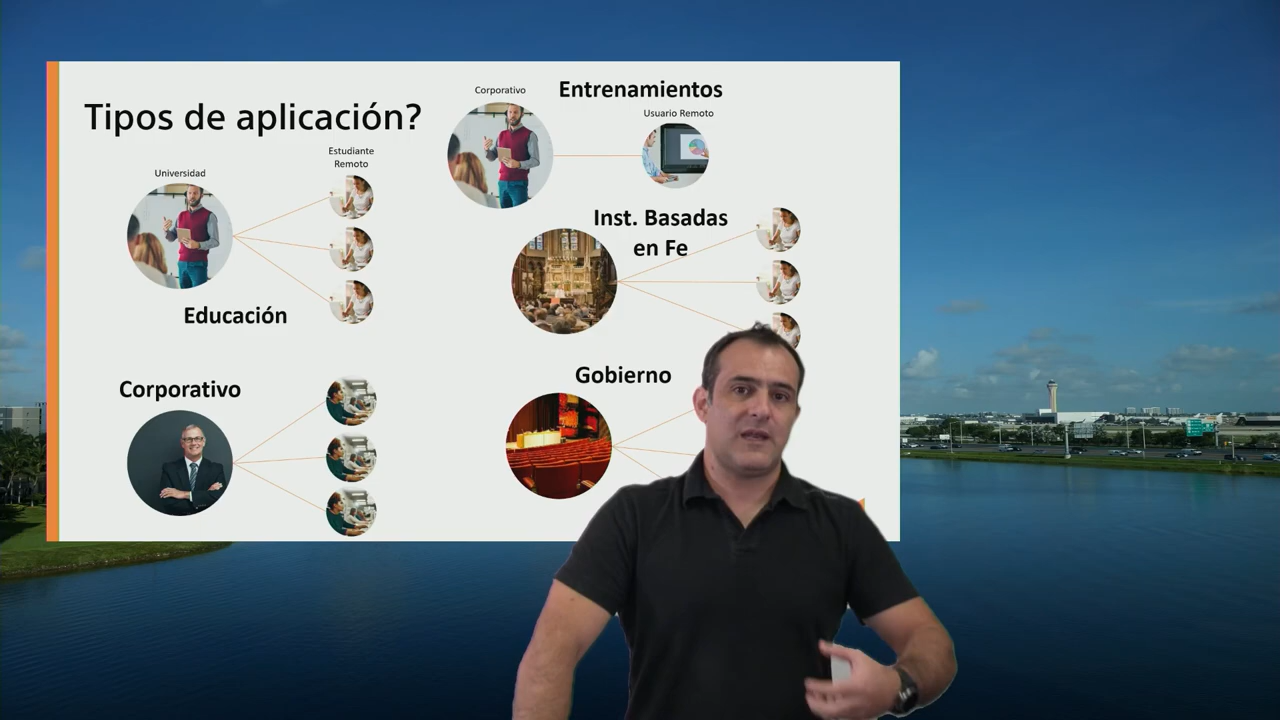 Tipos de aplicación?
Universidad
Estudiante
Remoto
Educación
Corporativo
Corporativo
Entrenamientos
Usuario Remoto
Inst. Basadas
en Fe
Gobierno